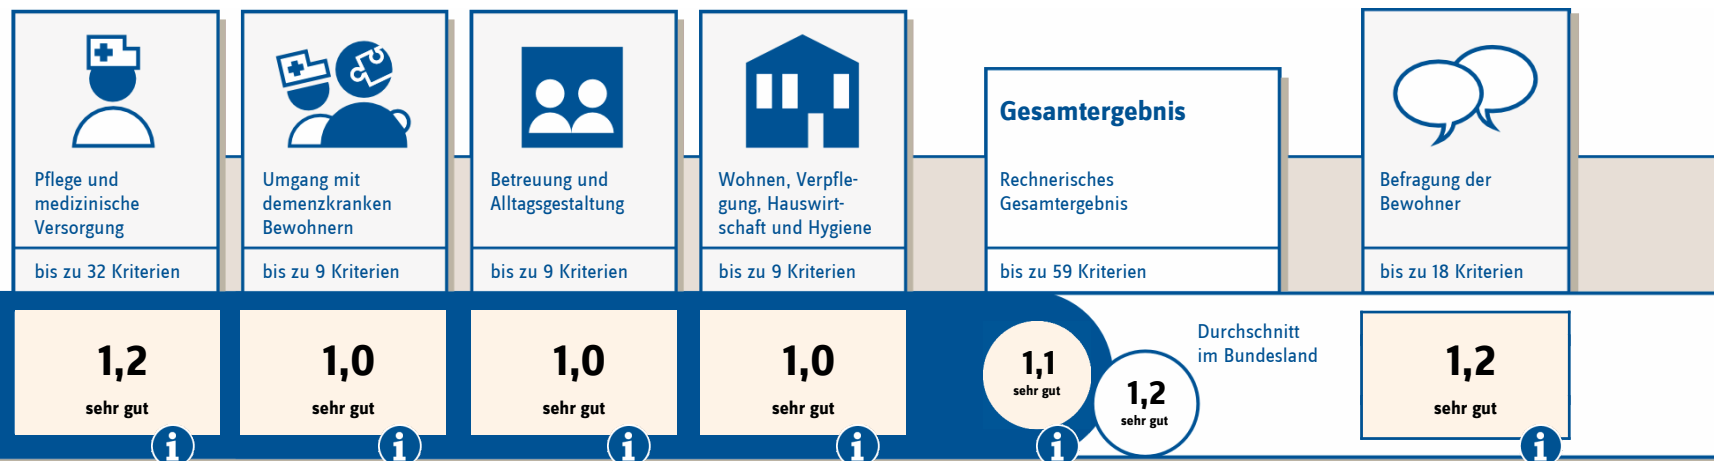 Pflege und
medizinische
Versorgung
bis zu 32 Kriterien
1,2
sehr gut
i
Umgang mit
demenzkranken
Bewohnern
bis zu 9 Kriterien
1,0
sehr gut
i
Betreuung und
Alltagsgestaltung
bis zu 9 Kriterien
1,0
sehr gut
i
Wohnen, Verpfle-
gung, Hauswirt-
schaft und Hygiene
bis zu 9 Kriterien
1,0
sehr gut
i
Gesamtergebnis
Rechnerisches
Gesamtergebnis
bis zu 59 Kriterien
1,1
sehr gut
i
Durchschnitt
im Bundesland
1,2
sehr gut
Befragung der
Bewohner
bis zu 18 Kriterien
1,2
sehr gut
i